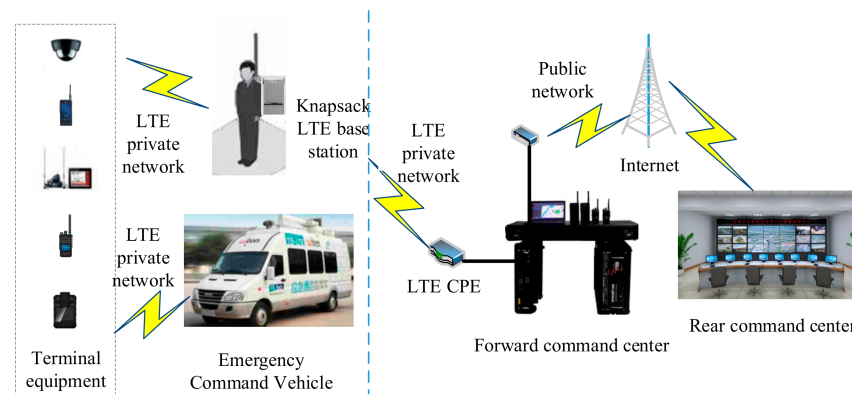 LTE
private
network
Knapsack
LTE base
station
LTE
private
network
Terminal
equipment
Emergency
Command Vehicle
LTE
private
network
LTE CPE
Public
network
Internet
Forward command center
Rear command center